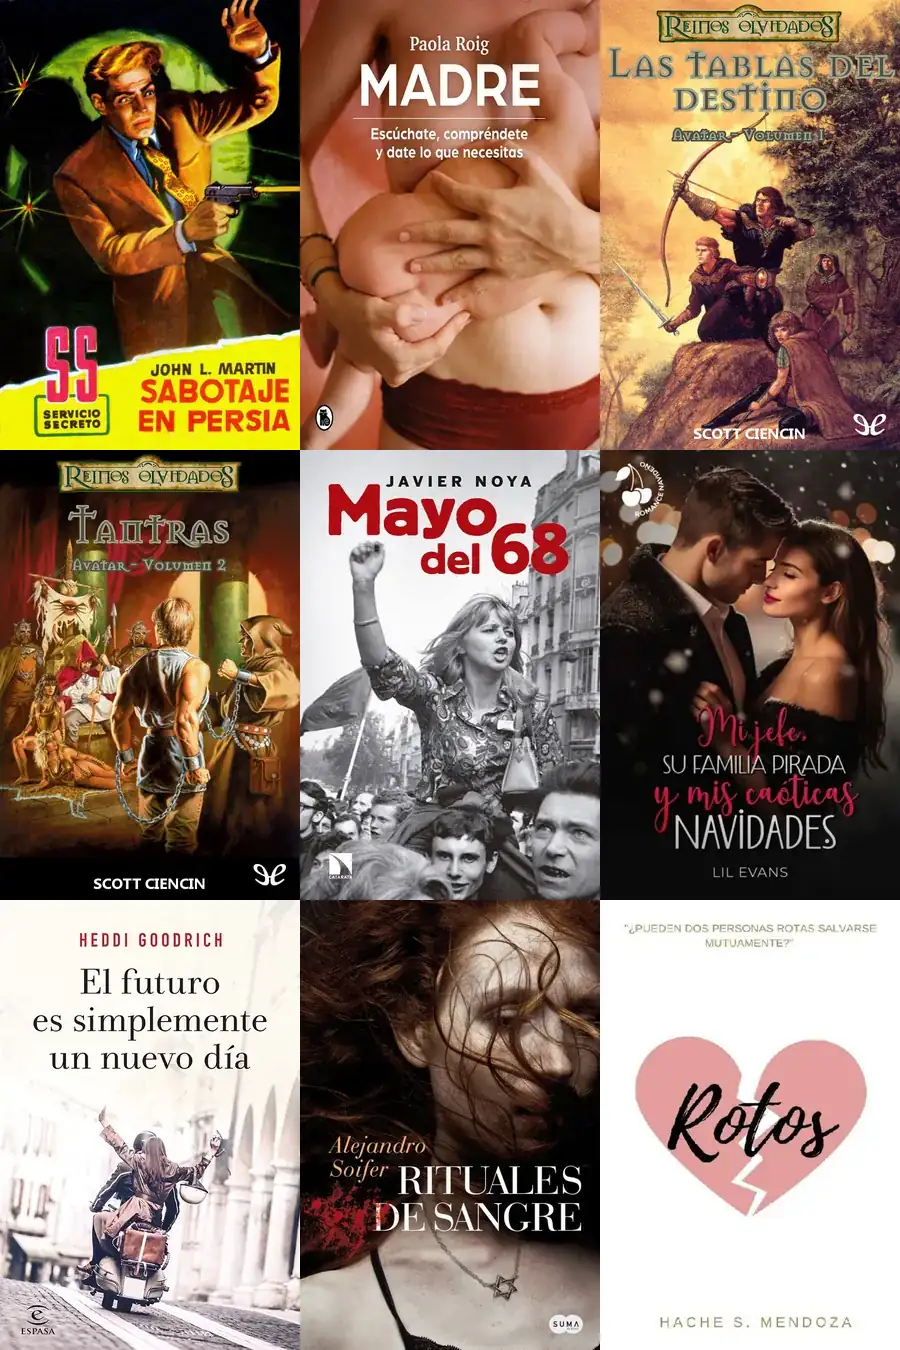 SS
SERVICIO
SECRETO
JOHN L. MARTIN
SABOTAJE
EN PERSIA
Paola Roig
MADRE
Escúchate, compréndete
y date lo que necesitas
REINOS OLVIDADOS
LAS TABLAS DEL
DESTINO
AVATAR - VOLUMEN 1
SCOTT CIENCIN
REINOS OLVIDADOS
TANTRAS
AVATAR - VOLUMEN 2
SCOTT CIENCIN
JAVIER NOYA
Mayo
del 68
CATARATA
ROMANCE NAVIDEÑO
Mi jefe,
SU FAMILIA PIRADA
y mis caóticas
NAVIDADES
LIL EVANS
HEDDI GOODRICH
El futuro
es simplemente
un nuevo día
ESPASA
Alejandro
Soifer
RITUALES
DE SANGRE
SUMA
"¿PUEDEN DOS PERSONAS ROTAS SALVARSE
MUTUAMENTE?"
Rotos
HACHE S. MENDOZA